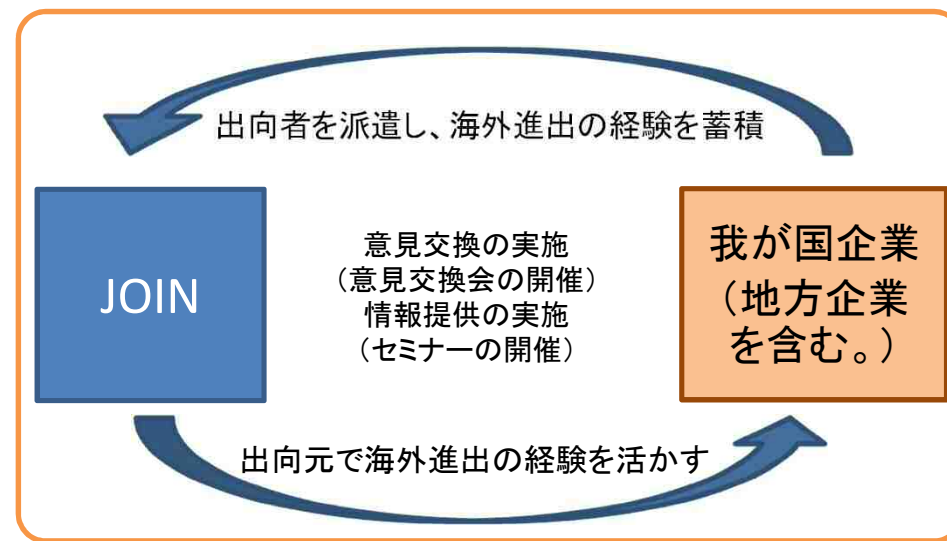 出向者を派遣し、海外進出の経験を蓄積
JOIN
意見交換の実施
（意見交換会の開催）
情報提供の実施
（セミナーの開催）
我が国企業
（地方企業
を含む。）
出向元で海外進出の経験を活かす